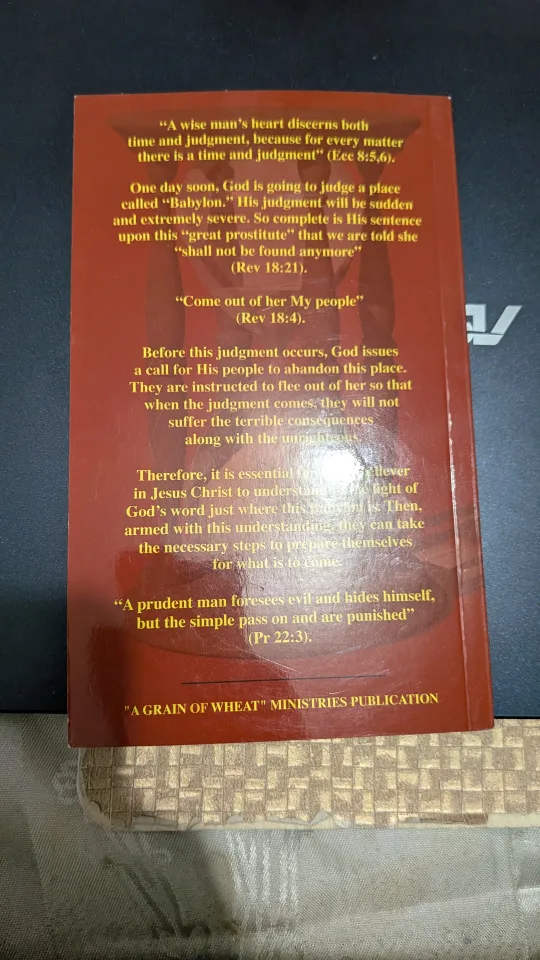 “A wise man’s heart discerns both
time and judgment, because for every matter
there is a time and judgment” (Ecc 8:5,6).
One day soon, God is going to judge a place
called “Babylon.” His judgment will be sudden
and extremely severe. So complete is His sentence
upon this “great prostitute” that we are told she
“shall not be found anymore”
(Rev 18:21).
“Come out of her My people”
(Rev 18:4).
Before this judgment occurs, God issues
a call for His people to abandon this place.
They are instructed to flee out of her so that
when the judgment comes, they will not
suffer the terrible consequences
along with the unrighteous.
Therefore, it is essential for believer
in Jesus Christ to understand light of
God’s word just where this Babylon is. Then,
armed with this understanding, they can take
the necessary steps to prepare themselves
for what is to come.
“A prudent man foresees evil and hides himself,
but the simple pass on and are punished”
(Pr 22:3).
"A GRAIN OF WHEAT" MINISTRIES PUBLICATION